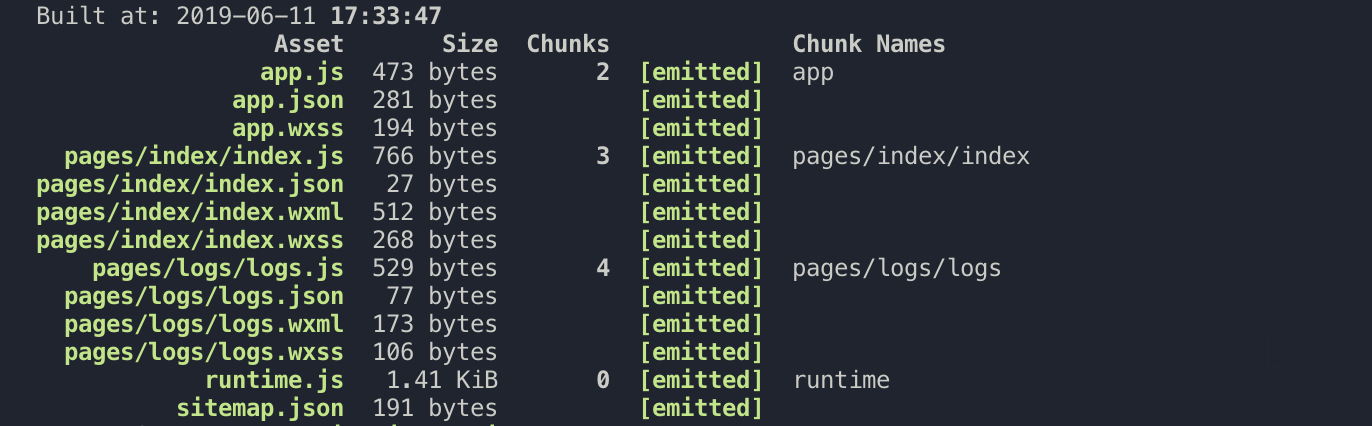 Built at: 2019-06-11 17:33:47
Asset Size Chunks Chunk Names
app.js 473 bytes 2 [emitted] app
app.json 281 bytes [emitted]
app.wxss 194 bytes [emitted]
pages/index/index.js 766 bytes 3 [emitted] pages/index/index
pages/index/index.json 27 bytes [emitted]
pages/index/index.wxml 512 bytes [emitted]
pages/index/index.wxss 268 bytes [emitted]
pages/logs/logs.js 529 bytes 4 [emitted] pages/logs/logs
pages/logs/logs.json 77 bytes [emitted]
pages/logs/logs.wxml 173 bytes [emitted]
pages/logs/logs.wxss 106 bytes [emitted]
runtime.js 1.41 KiB 0 [emitted] runtime
sitemap.json 191 bytes [emitted]